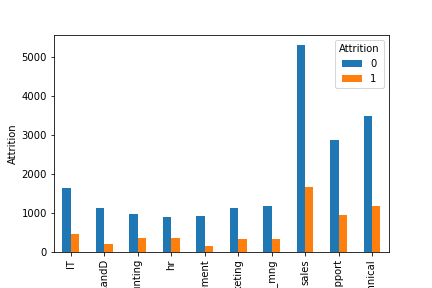 Attrition
0
1
5000
4000
3000
2000
1000
0
Attrition
IT
andD
nting
hr
ment
eting
_mng
sales
pport
nnical